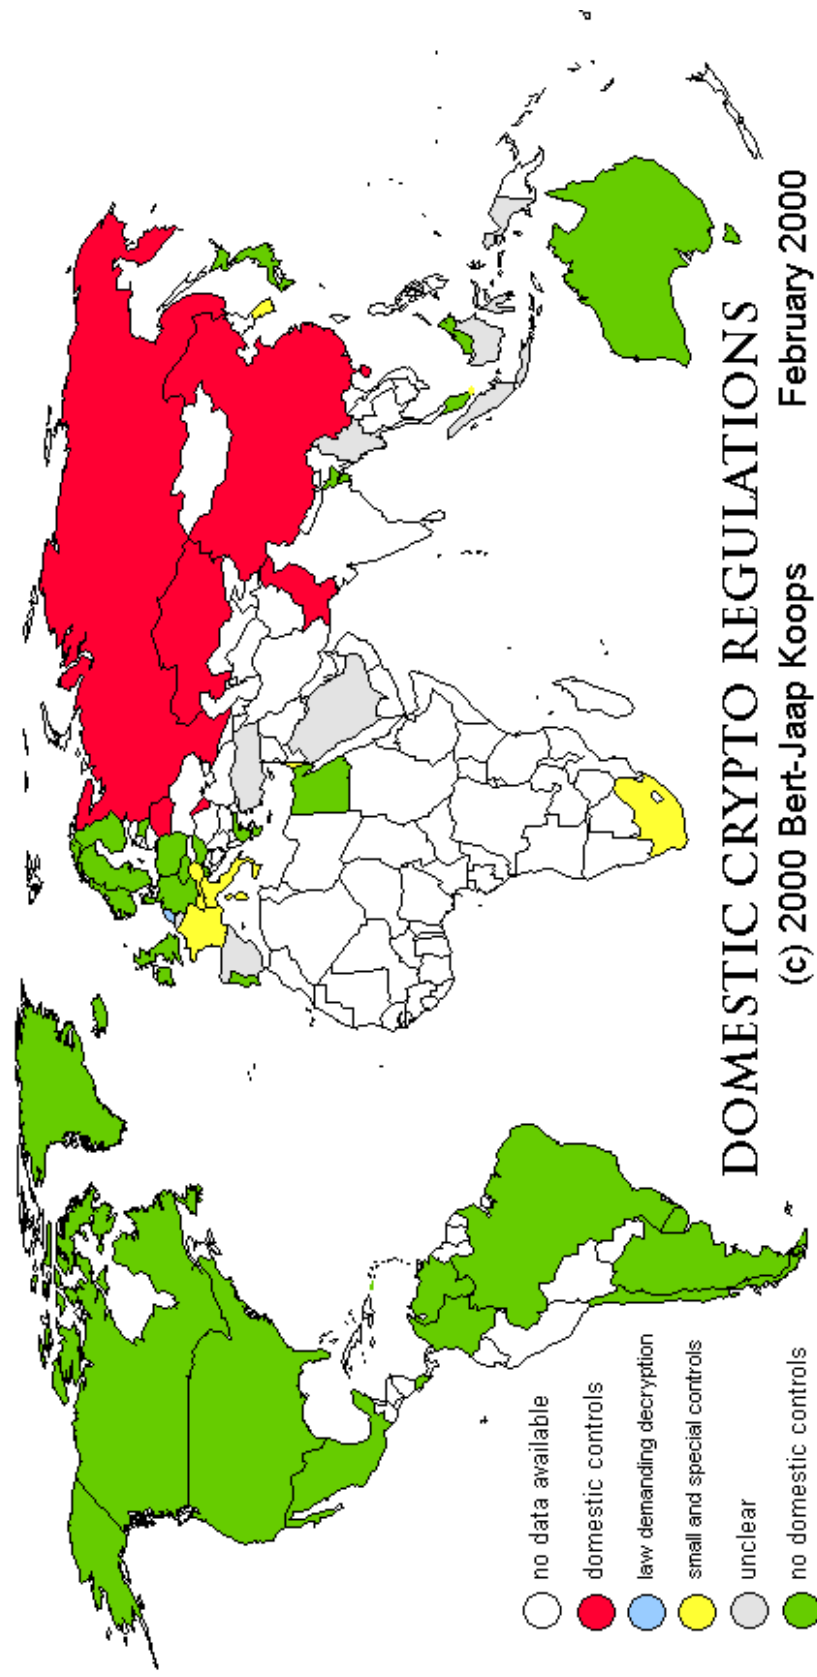 no data available
domestic controls
law demanding decryption
small and special controls
unclear
no domestic controls
DOMESTIC CRYPTO REGULATIONS
(c) 2000 Bert-Jaap Koops February 2000